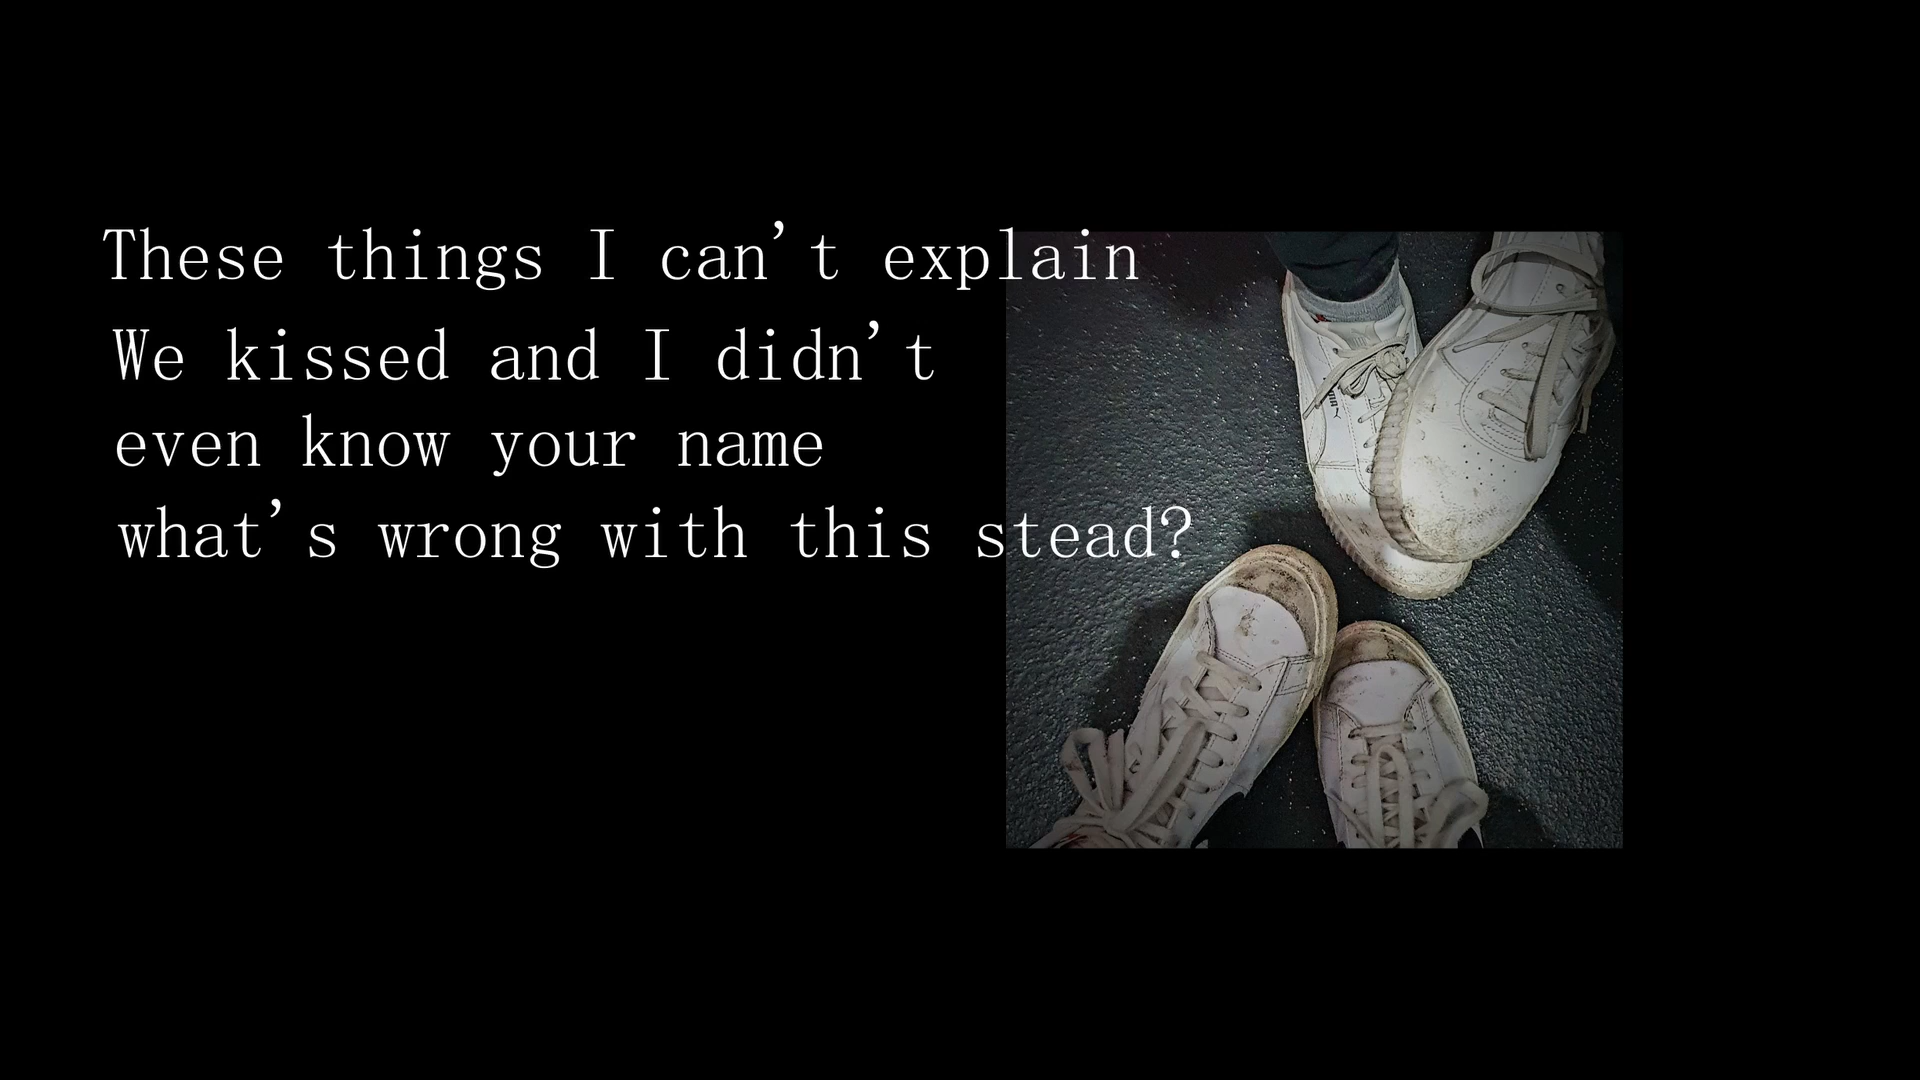 These things I can't explain
We kissed and I didn't
even know your name
what's wrong with this stead?